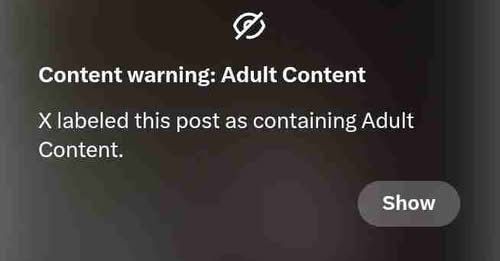 Content warning: Adult Content
X labeled this post as containing Adult
Content.
Show